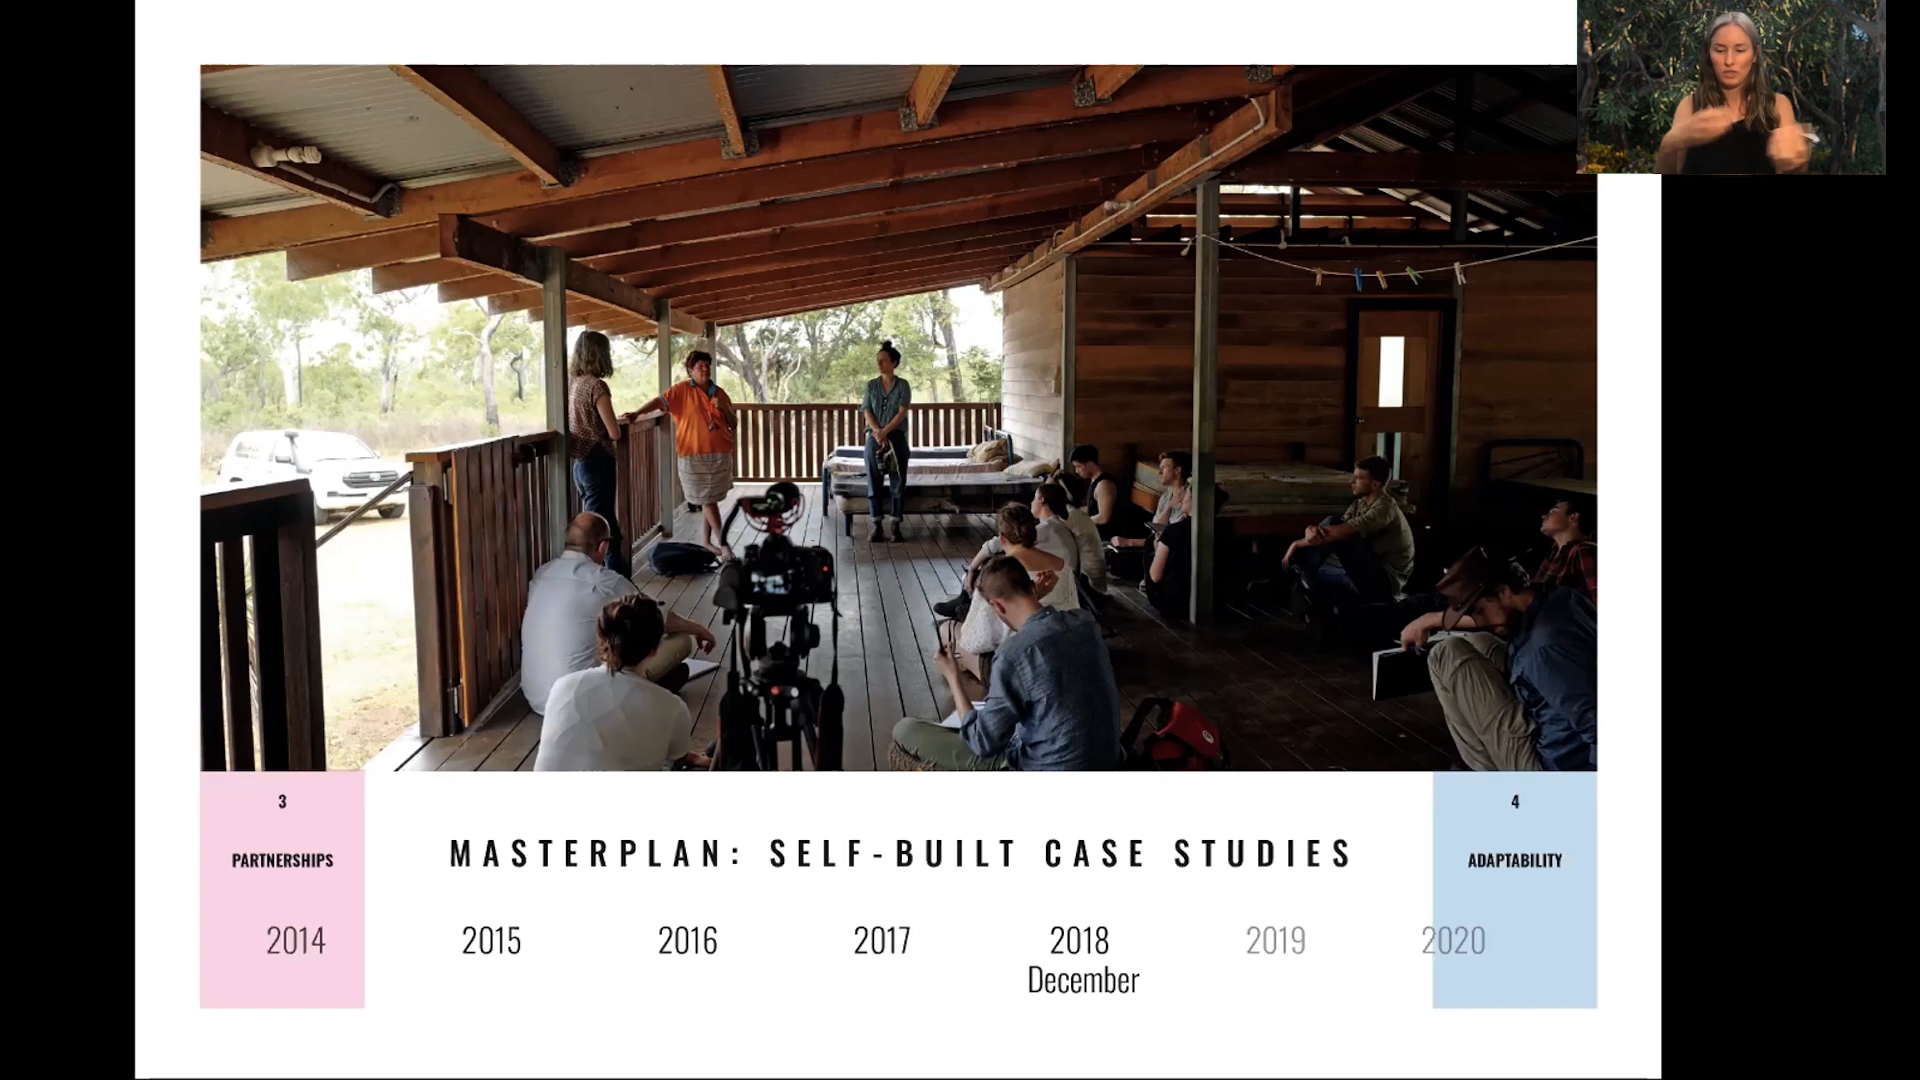 3
PARTNERSHIPS
MASTERPLAN: SELF-BUILT CASE STUDIES
4
ADAPTABILITY
2014 2015 2016 2017 2018 2019 2020
December